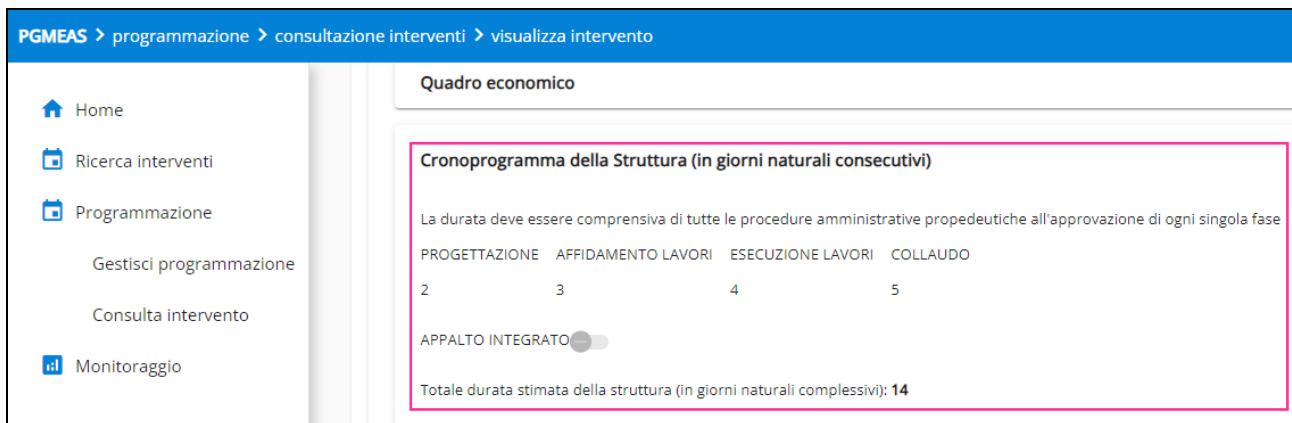 PGMEAS > programmazione > consultazione interventi > visualizza intervento
Home
Ricerca interventi
Programmazione
Gestisci programmazione
Consulta intervento
Monitoraggio
Quadro economico
Cronoprogramma della Struttura (in giorni naturali consecutivi)
La durata deve essere comprensiva di tutte le procedure amministrative propedeutiche all'approvazione di ogni singola fase
PROGETTAZIONE AFFIDAMENTO LAVORI ESECUZIONE LAVORI COLLAUDO
2 3 4 5
APPALTO INTEGRATO
Totale durata stimata della struttura (in giorni naturali complessivi): 14